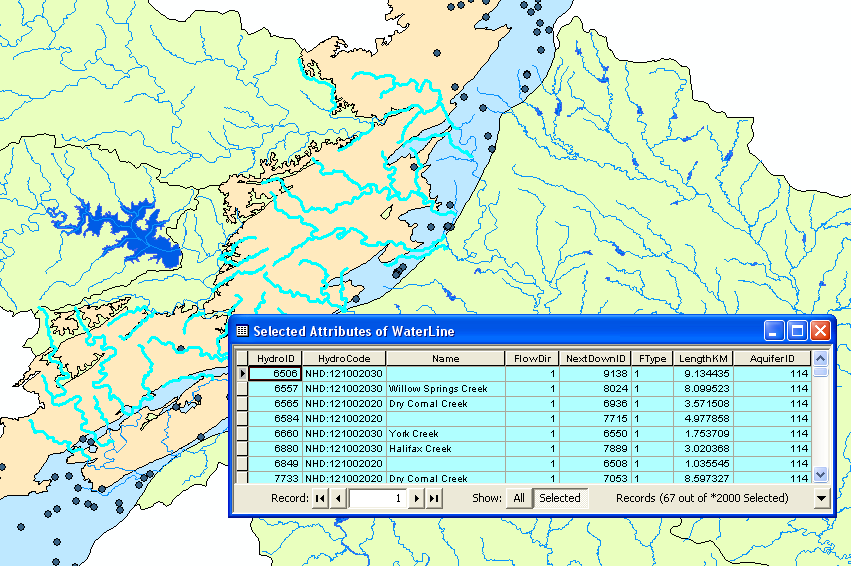 Selected Attributes of WaterLine
HydroID HydroCode Name FlowDir NextDownID FType LengthKM AquiferID
6506 NHD:121002030 1 9138 1 9.134435 114
6557 NHD:121002030 Willow Springs Creek 1 8024 1 8.099523 114
6565 NHD:121002020 Dry Comal Creek 1 6936 1 3.571508 114
6584 NHD:121002020 1 7715 1 4.977858 114
6660 NHD:121002030 York Creek 1 6550 1 1.753709 114
6880 NHD:121002030 Halifax Creek 1 7889 1 3.020368 114
6849 NHD:121002020 1 6508 1 1.035545 114
7733 NHD:121002020 Dry Comal Creek 1 7053 1 8.597327 114
Record: 1 Show: All Selected Records (67 out of *2000 Selected)